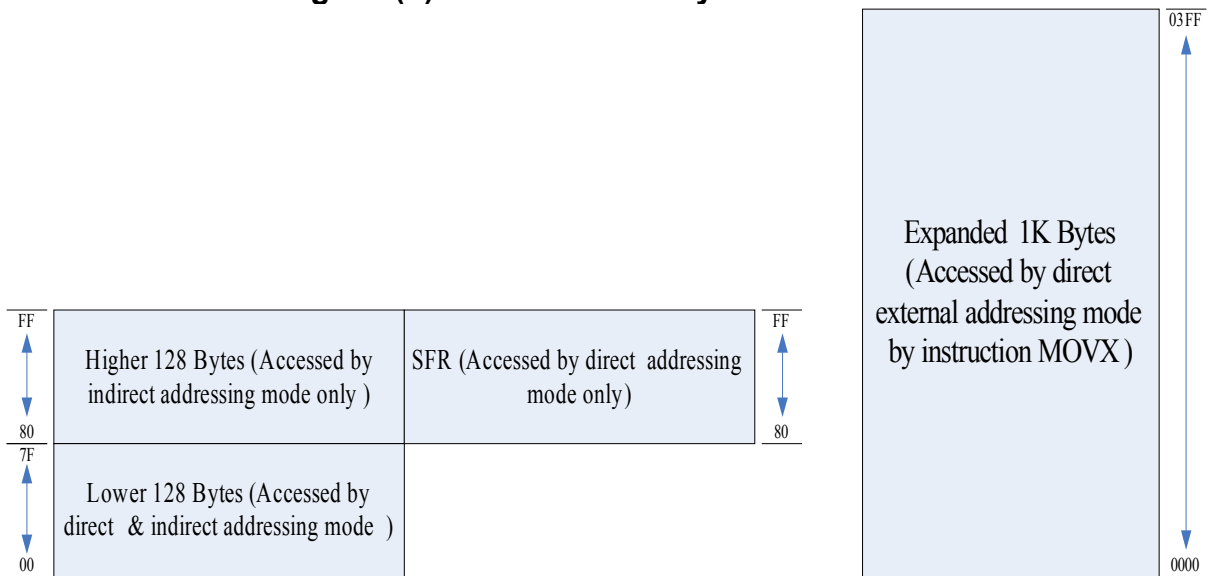 03FF
Expanded 1K Bytes
(Accessed by direct
external addressing mode
by instruction MOVX )
0000
FF
Higher 128 Bytes (Accessed by
indirect addressing mode only )
80
SFR (Accessed by direct addressing
mode only)
FF
80
7F
Lower 128 Bytes (Accessed by
direct & indirect addressing mode )
00